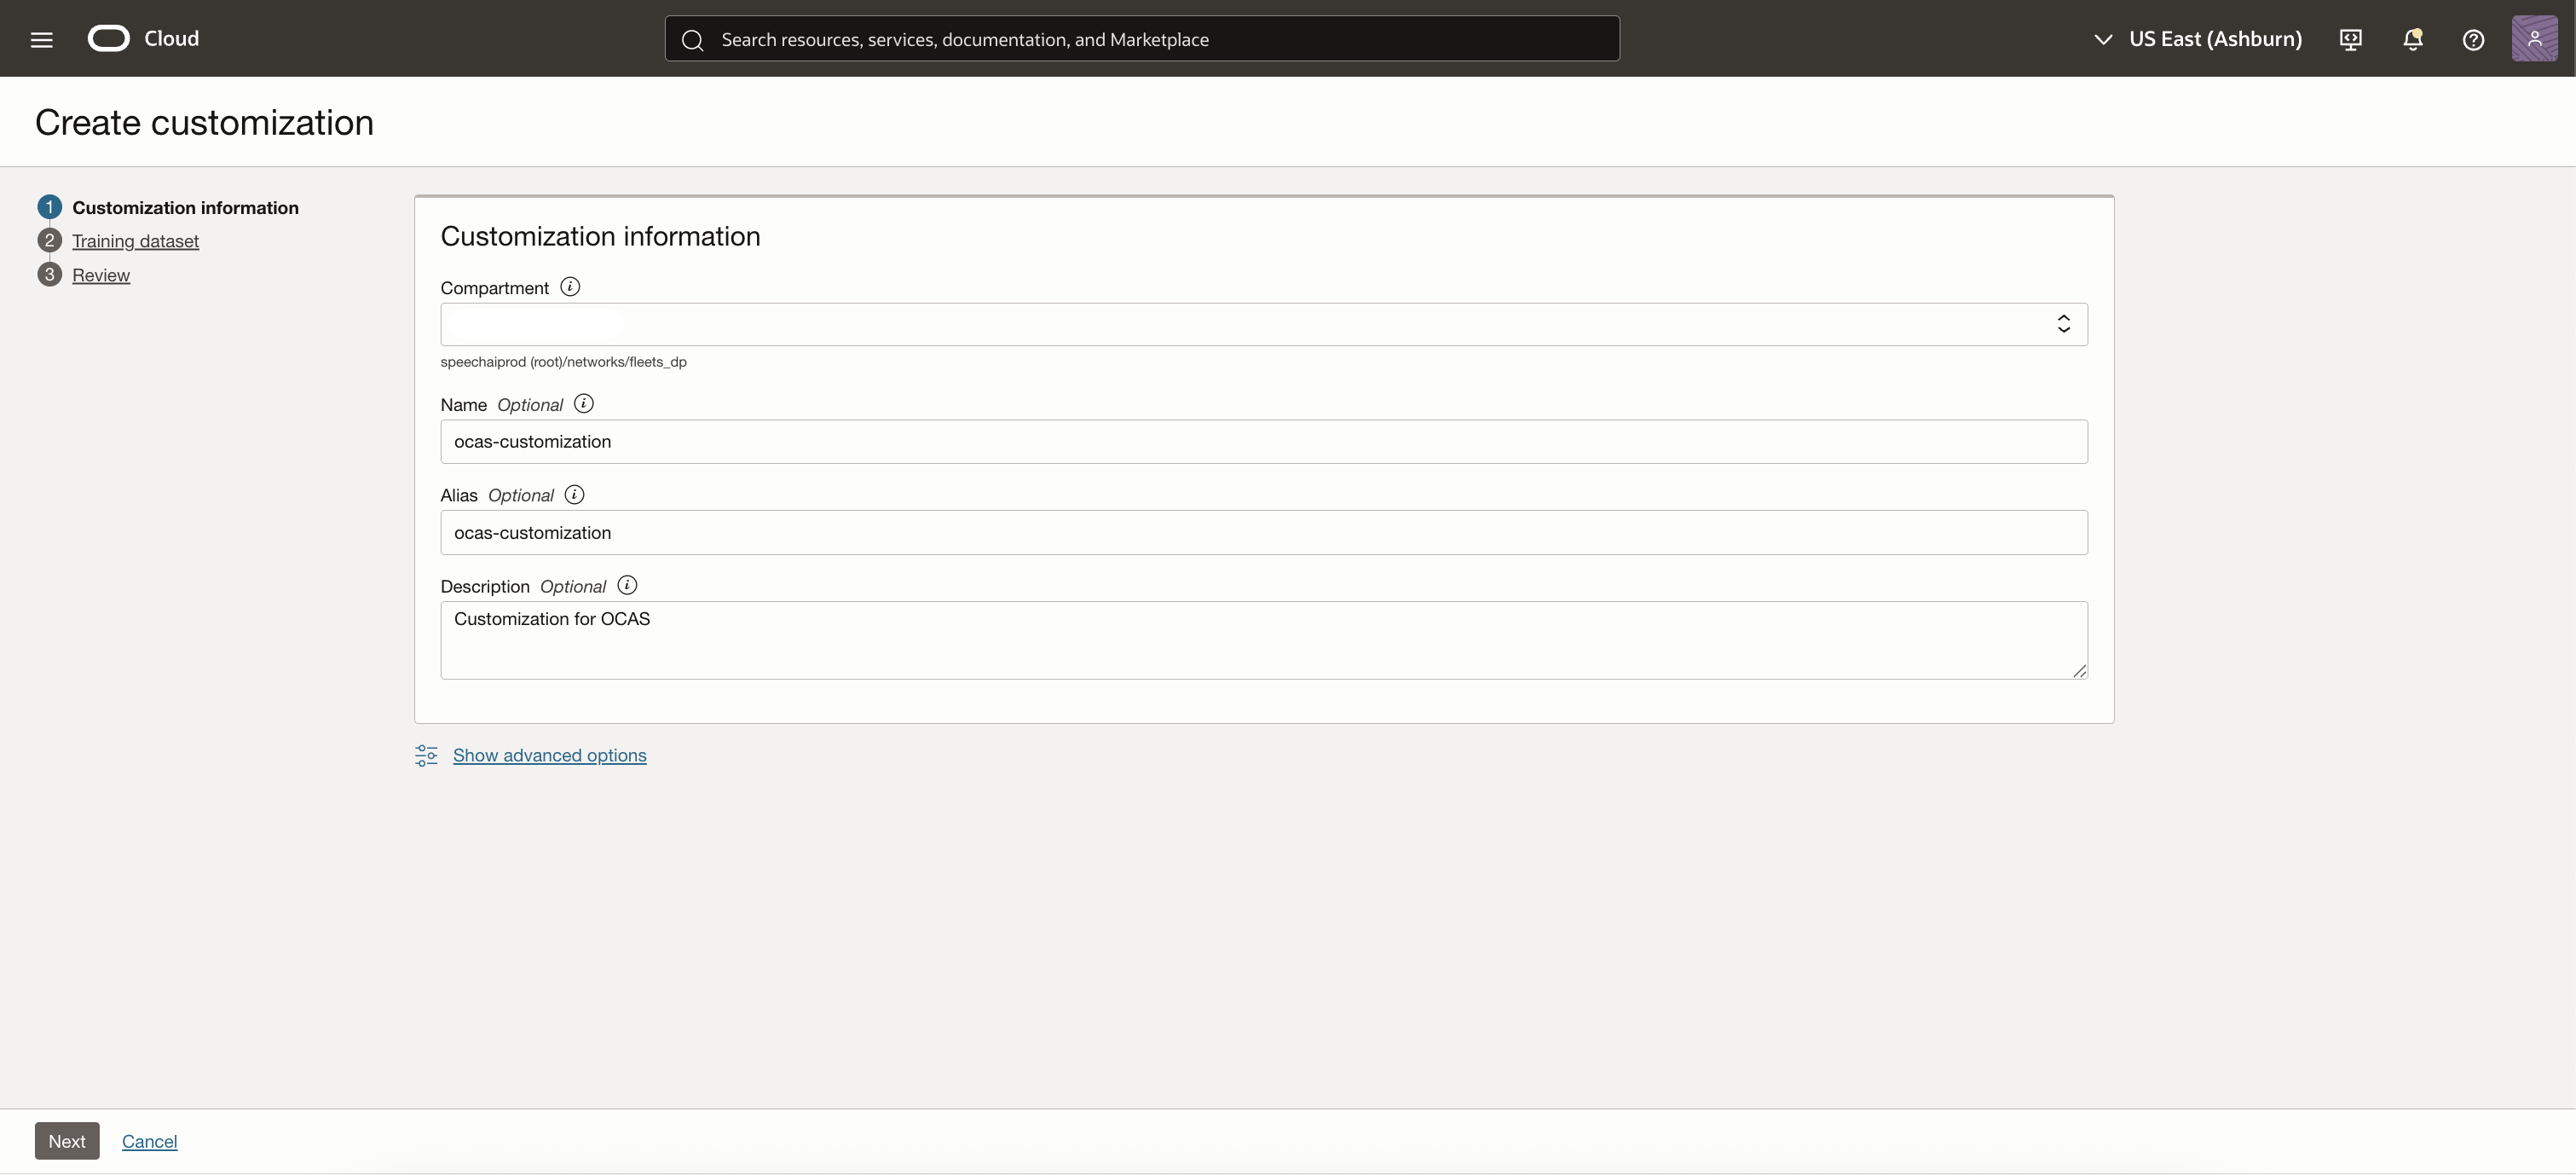 Cloud
Search resources, services, documentation, and Marketplace
US East (Ashburn)
Create customization
1 Customization information
2 Training dataset
3 Review
Customization information
Compartment i
speechaiprod (root)/networks/fleets_dp
Name Optional i
ocas-customization
Alias Optional i
ocas-customization
Description Optional i
Customization for OCAS
Show advanced options
Next Cancel